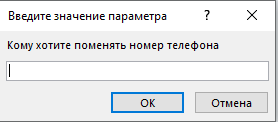 Введите значение параметра
Кому хотите поменять номер телефона
ОК
Отмена